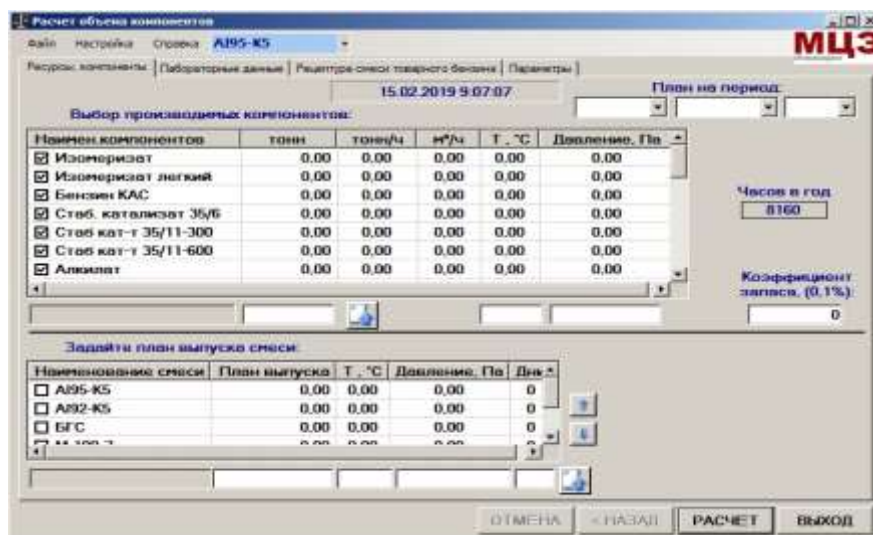 Расчет объема компонентов
Файл Настройка Справка AI95-K5
МЦЭ
Ресурсы, компоненты Лабораторные данные Рецептура смеси товарного бензина Параметры
15.02.2019 9:07:07
План на период:
Выбор производимых компонентов:
Наимен.компонентов тонн тонн/ч м³/ч Т , °С Давление, Па
Изомеризат 0,00 0,00 0,00 0,00 0,00
Изомеризат легкий 0,00 0,00 0,00 0,00 0,00
Бензин КАС 0,00 0,00 0,00 0,00 0,00
Стаб. катализат 35/6 0,00 0,00 0,00 0,00 0,00
Стаб кат-т 35/11-300 0,00 0,00 0,00 0,00 0,00
Стаб кат-т 35/11-600 0,00 0,00 0,00 0,00 0,00
Алкилат 0,00 0,00 0,00 0,00 0,00
Часов в год
8160
Коэффициент
запаса, (0,1%):
0
Задайте план выпуска смеси:
Наименование смеси План выпуска Т , °С Давление, Па Дни
AI95-K5 0,00 0,00 0,00 0
AI92-K5 0,00 0,00 0,00 0
БГС 0,00 0,00 0,00 0
ОТМЕНА < НАЗАД РАСЧЕТ ВЫХОД